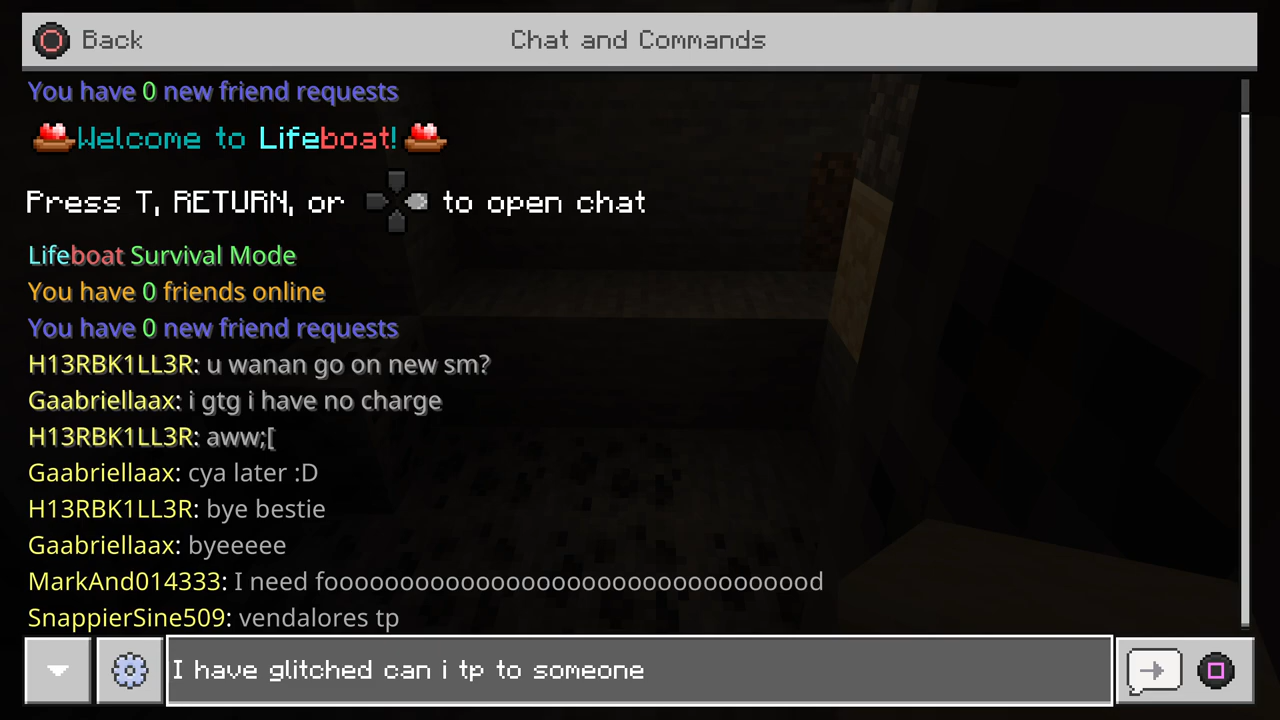 Back
Chat and Commands
You have 0 new friend requests
Welcome to Lifeboat!
Press T, RETURN, or to open chat
Lifeboat Survival Mode
You have 0 friends online
You have 0 new friend requests
H13RBK1LL3R: u wanan go on new sm?
Gaabriellaax: i gtg i have no charge
H13RBK1LL3R: aww;[
Gaabriellaax: cya later :D
H13RBK1LL3R: bye bestie
Gaabriellaax: byeeeee
MarkAnd014333: I need fooooooooooooooooooooooooooooooooood
SnappierSine509: vendalores tp
I have glitched can i tp to someone